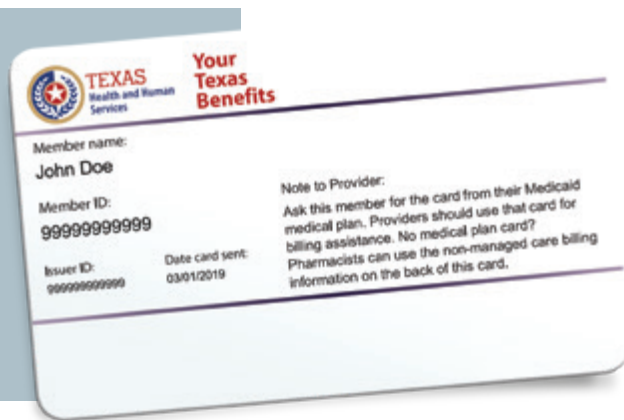 TEXAS
Health and Human
Services
Your
Texas
Benefits
Member name:
John Doe
Member ID:
99999999999
Issuer ID:
999999999999
Date card sent:
03/01/2019
Note to Provider:
Ask this member for the card from their Medicaid
medical plan. Providers should use that card for
billing assistance. No medical plan card?
Pharmacists can use the non-managed care billing
information on the back of this card.